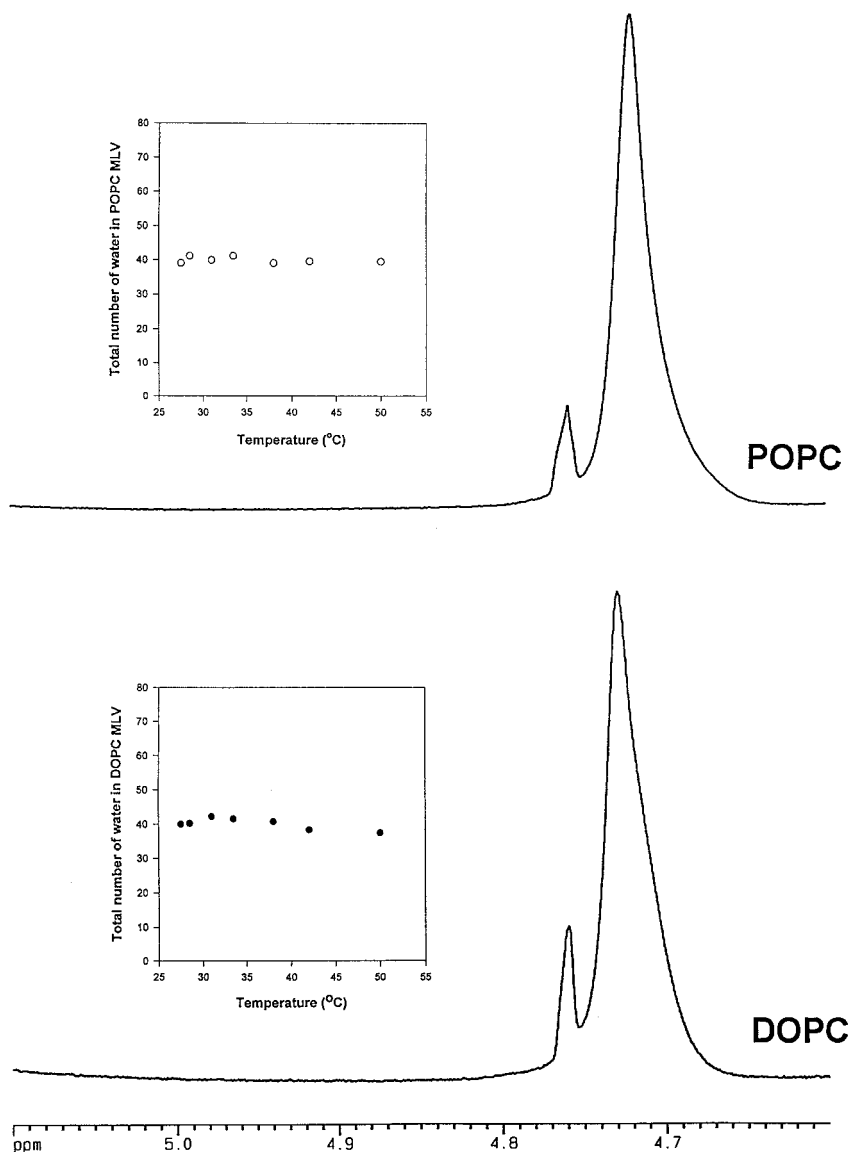 80
70
60
50
40
30
20
10
0
Total number of water in POPC MLV
25 30 35 40 45 50 55
Temperature (°C)
POPC
80
70
60
50
40
30
20
10
0
Total number of water in DOPC MLV
25 30 35 40 45 50 55
Temperature (°C)
DOPC
ppm 5.0 4.9 4.8 4.7